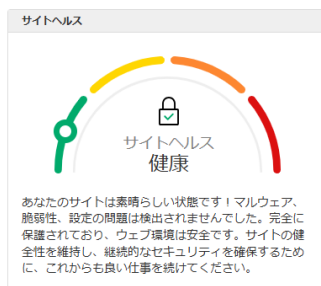 サイトヘルス
サイトヘルス
健康
あなたのサイトは素晴らしい状態です！マルウェア、
脆弱性、設定の問題は検出されませんでした。完全に
保護されており、ウェブ環境は安全です。サイトの健
全性を維持し、継続的なセキュリティを確保するため
に、これからも良い仕事を続けてください。